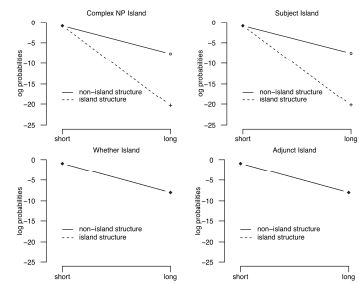 Complex NP Island
og probabilities
0
−5
−10
−15
−20
−25
non−island structure
island structure
short
long
Subject Island
og probabilities
0
−5
−10
−15
−20
−25
non−island structure
island structure
short
long
Whether Island
log probabilities
0
−5
−10
−15
−20
−25
non−island structure
island structure
short
long
Adjunct Island
log probabilities
0
−5
−10
−15
−20
−25
non−island structure
island structure
short
long